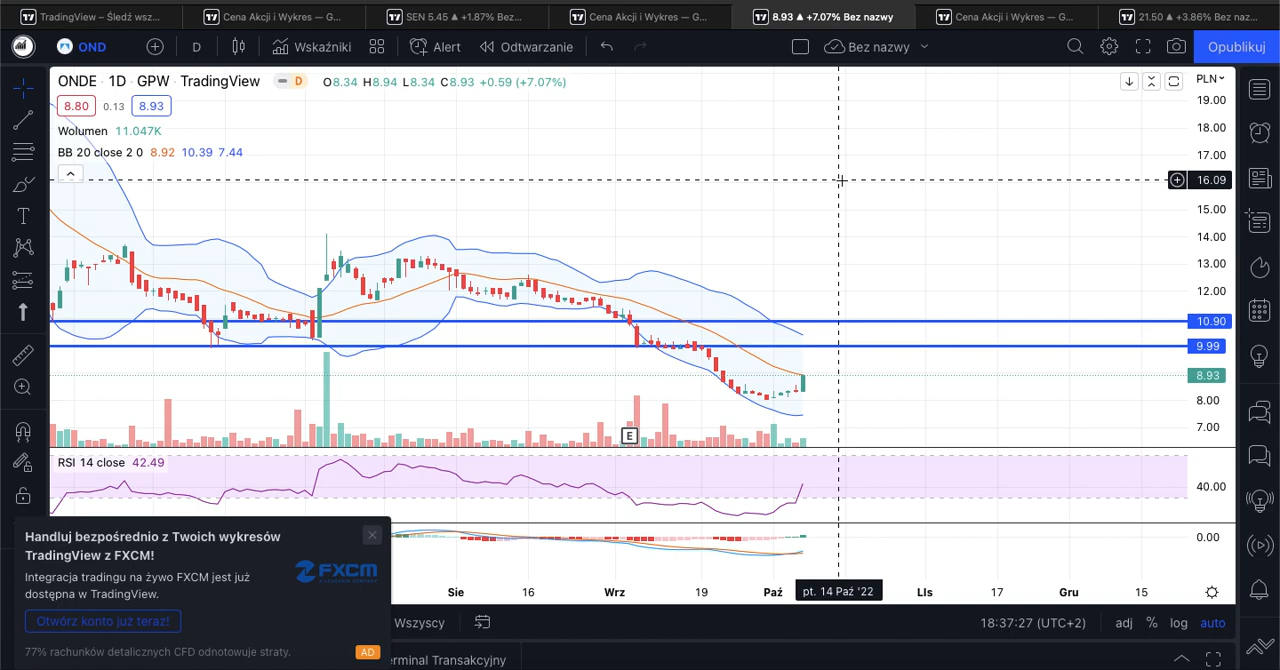 TradingView – Śledź wsz...
Cena Akcji i Wykres — G...
SEN 5.45 ▲ +1.87% Bez...
Cena Akcji i Wykres — G...
8.93 ▲ +7.07% Bez nazwy
Cena Akcji i Wykres — G...
21.50 ▲ +3.86% Bez naz...
OND
D
Wskaźniki
Alert
Odtwarzanie
Bez nazwy
Opublikuj
ONDE · 1D · GPW · TradingView
D
O8.34 H8.94 L8.34 C8.93 +0.59 (+7.07%)
PLN
8.80 0.13 8.93
Wolumen 11.047K
BB 20 close 2 0 8.92 10.39 7.44
19.00
18.00
17.00
16.09
15.00
14.00
13.00
12.00
10.90
9.99
8.93
8.00
7.00
E
RSI 14 close 42.49
40.00
0.00
Handluj bezpośrednio z Twoich wykresów
TradingView z FXCM!
Integracja tradingu na żywo FXCM jest już
dostępna w TradingView.
FXCM
Otwórz konto już teraz!
77% rachunków detalicznych CFD odnotowuje straty.
AD
Sie 16 Wrz 19 Paź pt. 14 Paź '22 LIs 17 Gru 15
Wszyscy
18:37:27 (UTC+2)
adj % log auto
erminal Transakcyjny